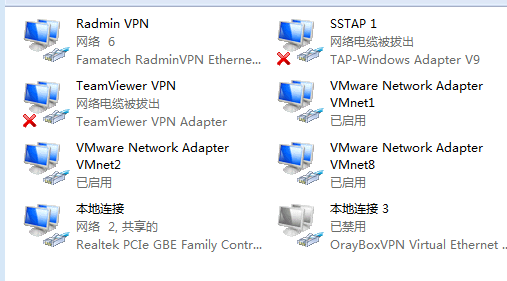 Radmin VPN
网络 6
Famatech RadminVPN Etherne...
SSTAP 1
网络电缆被拔出
TAP-Windows Adapter V9
TeamViewer VPN
网络电缆被拔出
TeamViewer VPN Adapter
VMware Network Adapter
VMnet1
已启用
VMware Network Adapter
VMnet2
已启用
VMware Network Adapter
VMnet8
已启用
本地连接
网络 2, 共享的
Realtek PCIe GBE Family Contr...
本地连接 3
已禁用
OrayBoxVPN Virtual Ethernet ...